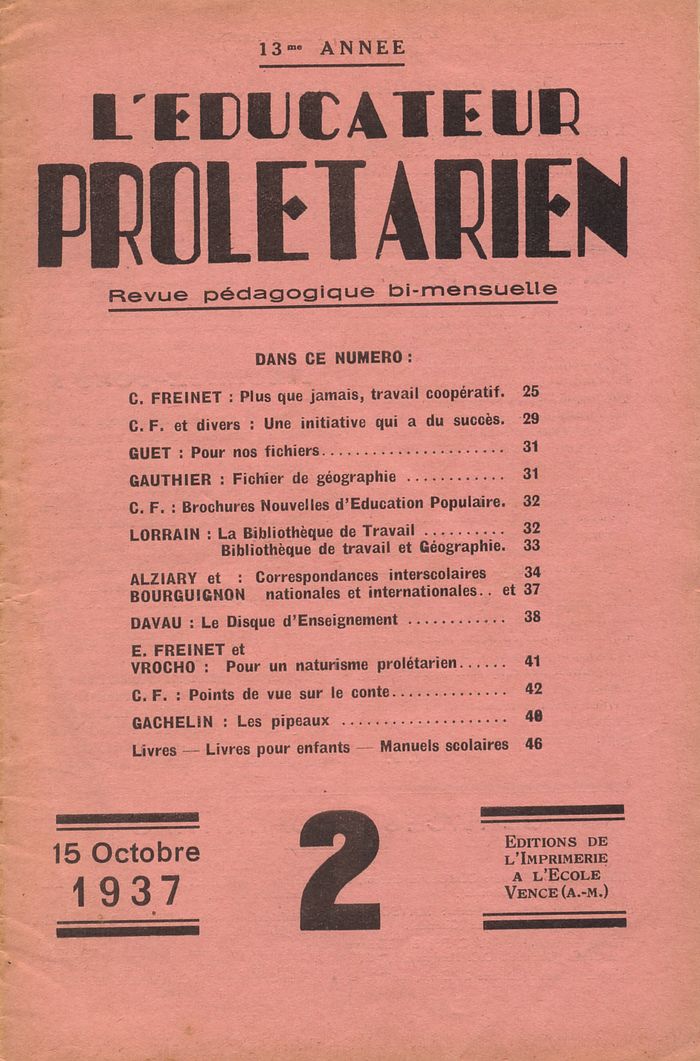 13me ANNEE
L'EDUCATEUR
PROLETARIEN
Revue pédagogique bi-mensuelle
DANS CE NUMERO :
C. FREINET : Plus que jamais, travail coopératif. 25
C. F. et divers : Une initiative qui a du succès. 29
GUET : Pour nos fichiers...................... 31
GAUTHIER : Fichier de géographie ............ 31
C. F. : Brochures Nouvelles d'Education Populaire. 32
LORRAIN : La Bibliothèque de Travail .......... 32
Bibliothèque de travail et Géographie. 33
ALZIARY et : Correspondances interscolaires 34
BOURGUIGNON nationales et internationales.. et 37
DAVAU : Le Disque d'Enseignement ............ 38
E. FREINET et
VROCHO : Pour un naturisme prolétarien...... 41
C. F. : Points de vue sur le conte.............. 42
GACHELIN : Les pipeaux ...................
Livres — Livres pour enfants — Manuels scolaires 46
15 Octobre
1937
2
EDITIONS DE
L'IMPRIMERIE
A L'ECOLE
VENCE (A.-M.)